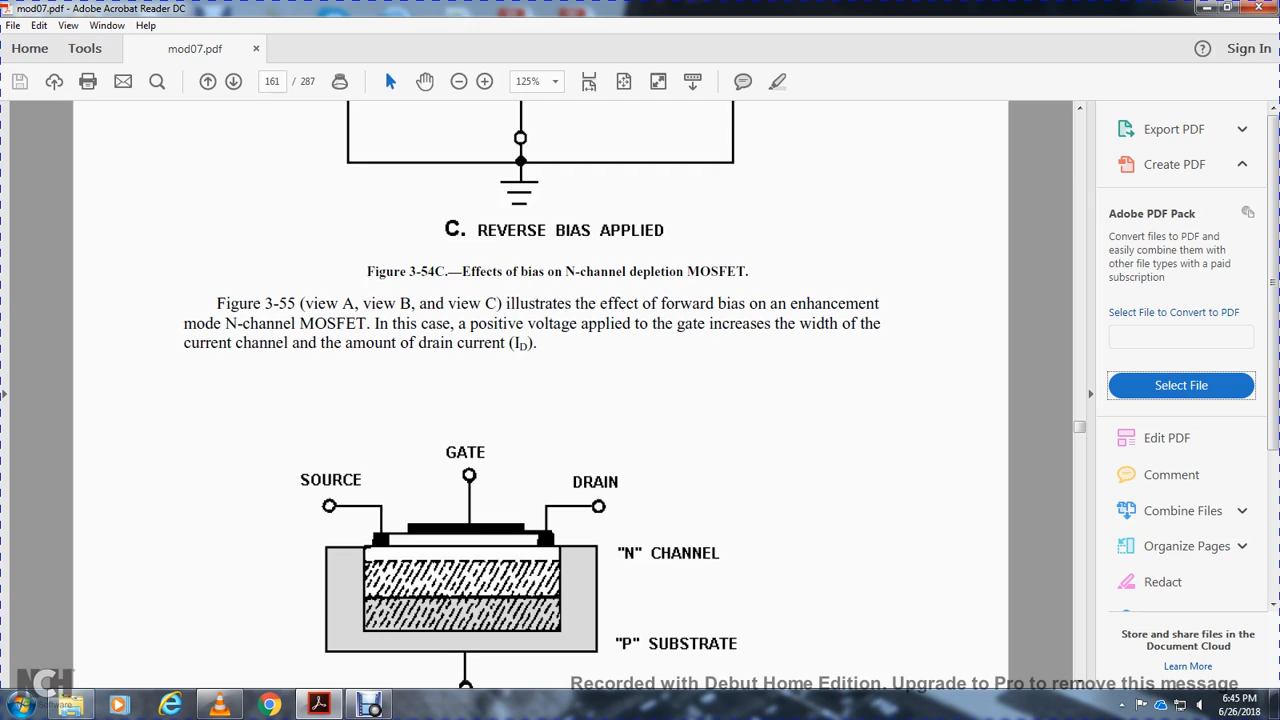 mod07.pdf - Adobe Acrobat Reader DC
File Edit View Window Help
Home Tools mod07.pdf × Sign In
161 / 287 125%
C. REVERSE BIAS APPLIED
Figure 3-54C.—Effects of bias on N-channel depletion MOSFET.
Figure 3-55 (view A, view B, and view C) illustrates the effect of forward bias on an enhancement
mode N-channel MOSFET. In this case, a positive voltage applied to the gate increases the width of the
current channel and the amount of drain current (ID).
GATE
SOURCE
DRAIN
"N" CHANNEL
"P" SUBSTRATE
Export PDF
Create PDF
Adobe PDF Pack
Convert files to PDF and
easily combine them with
other file types with a paid
subscription
Select File to Convert to PDF
Select File
Edit PDF
Comment
Combine Files
Organize Pages
Redact
Store and share files in the
Document Cloud
Learn More
NCH
Software
Recorded with Debut Home Edition. Upgrade to Pro to remove this message
6:45 PM
6/26/2018